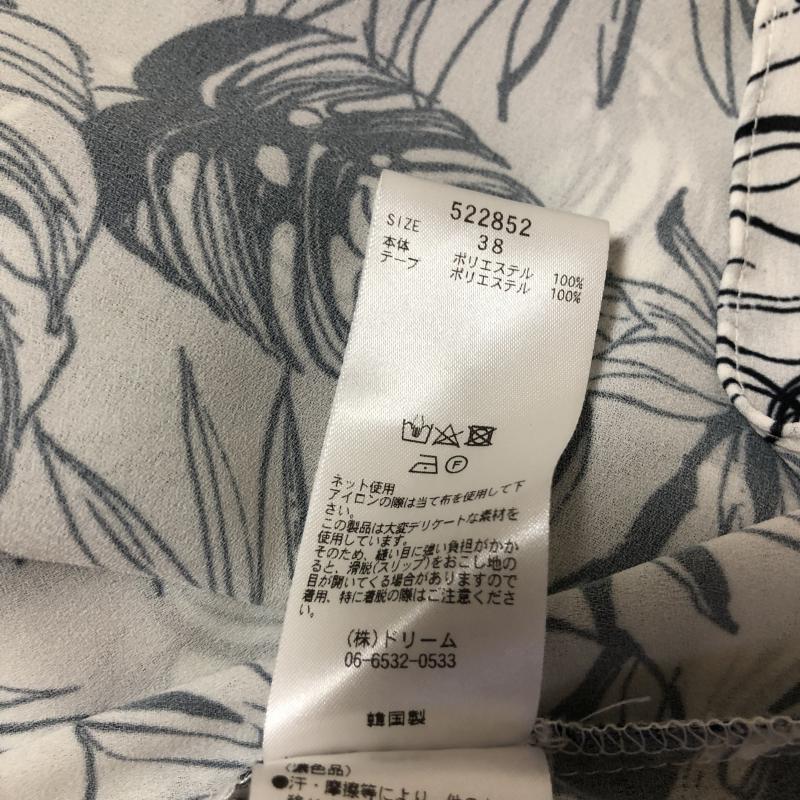 522852
SIZE 38
本体 ポリエステル 100%
テープ ポリエステル 100%
ネット使用
アイロンの際は当て布を使用して下
さい。
この製品は大変デリケートな素材を
使用しています。
そのため、縫い目に強い負担がかか
ると、滑脱(スリップ)をおこし地の
目が開いてくる場合がありますので
着用、特に着脱の際はご注意くださ
い。
(株)ドリーム
06-6532-0533
韓国製
(濃色品)
●汗・摩擦等により、他の